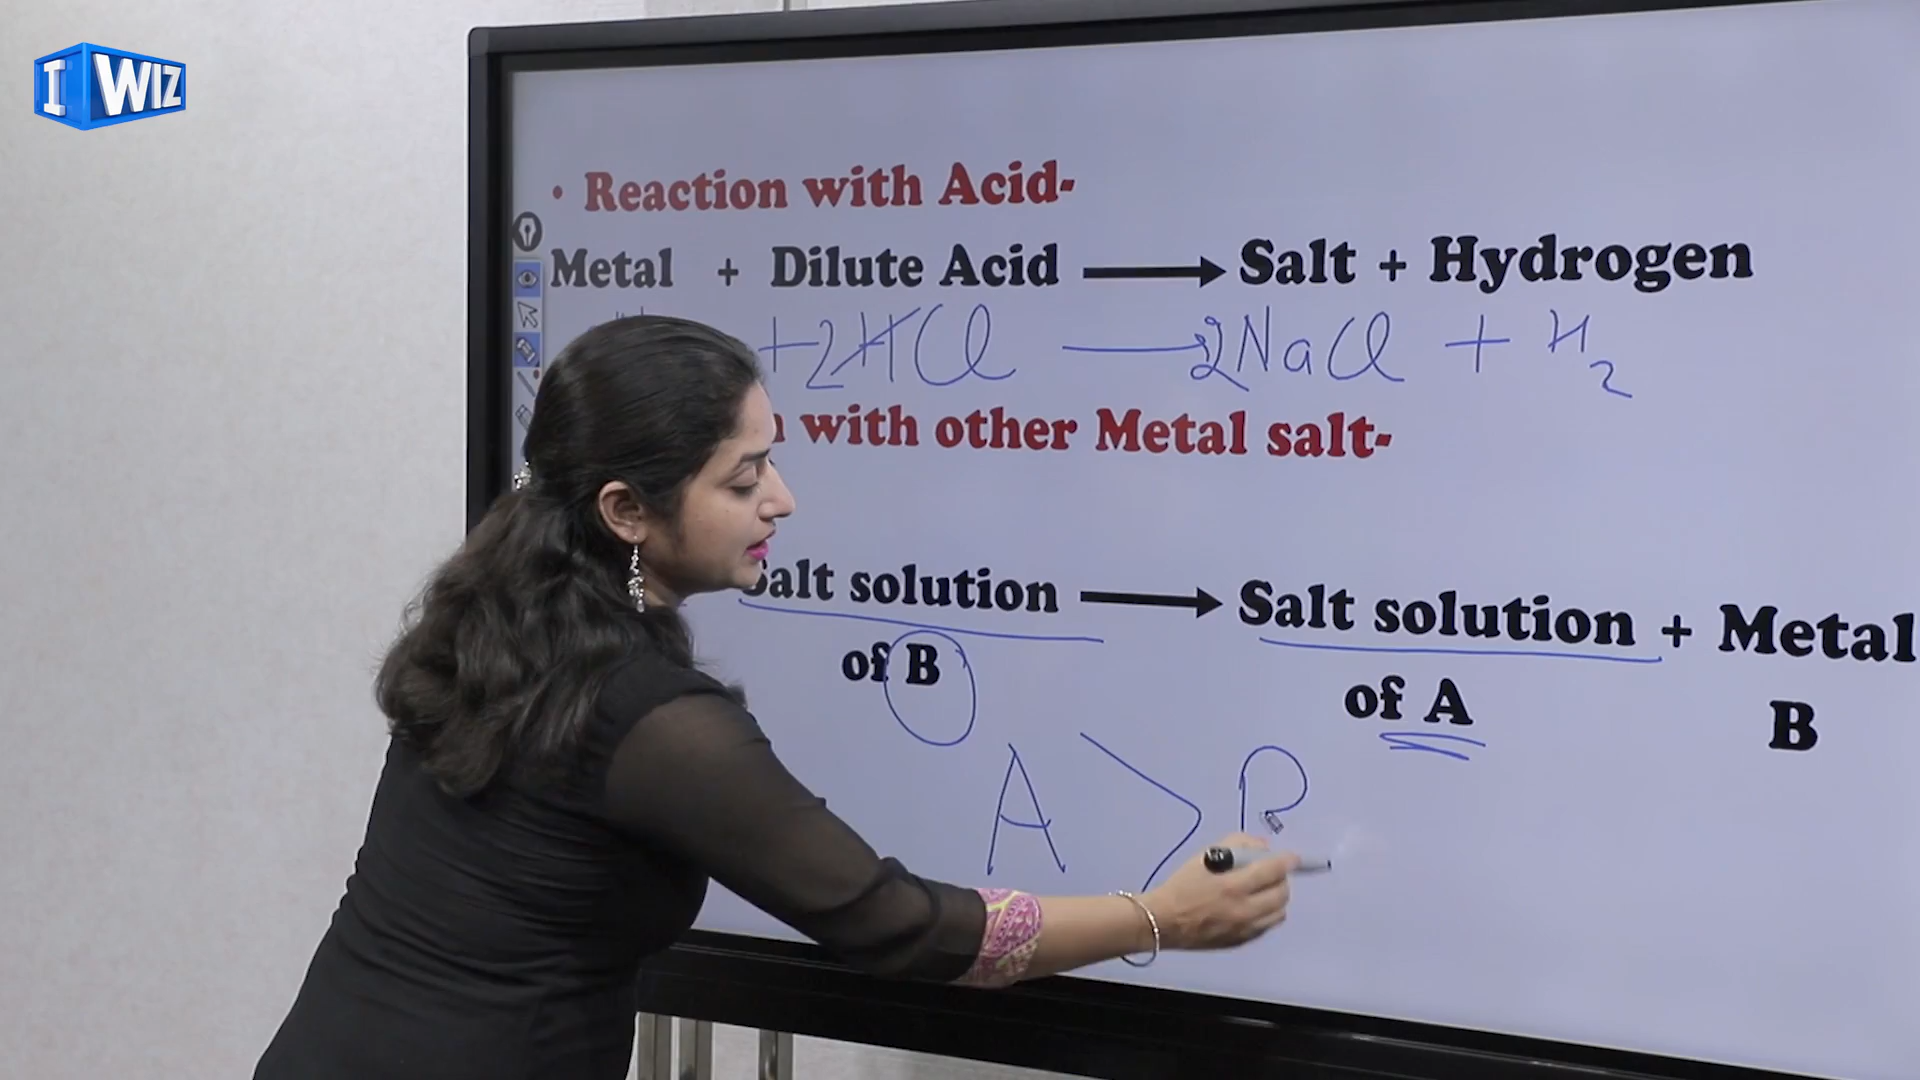 I WIZ
• Reaction with Acid-
Metal + Dilute Acid ⟶ Salt + Hydrogen
+ 2HCl ⟶ 2NaCl + H2
with other Metal salt-
Salt solution ⟶ Salt solution + Metal
of B of A B
A >